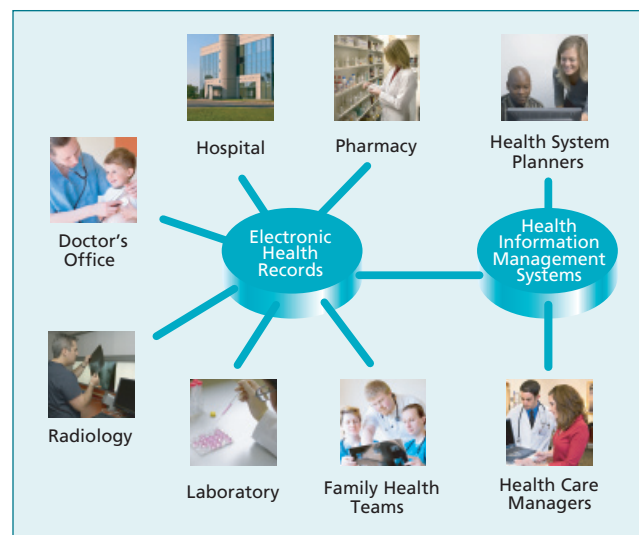 Hospital
Pharmacy
Health System
Planners
Doctor's
Office
Electronic
Health
Records
Health
Information
Management
Systems
Radiology
Laboratory
Family Health
Teams
Health Care
Managers